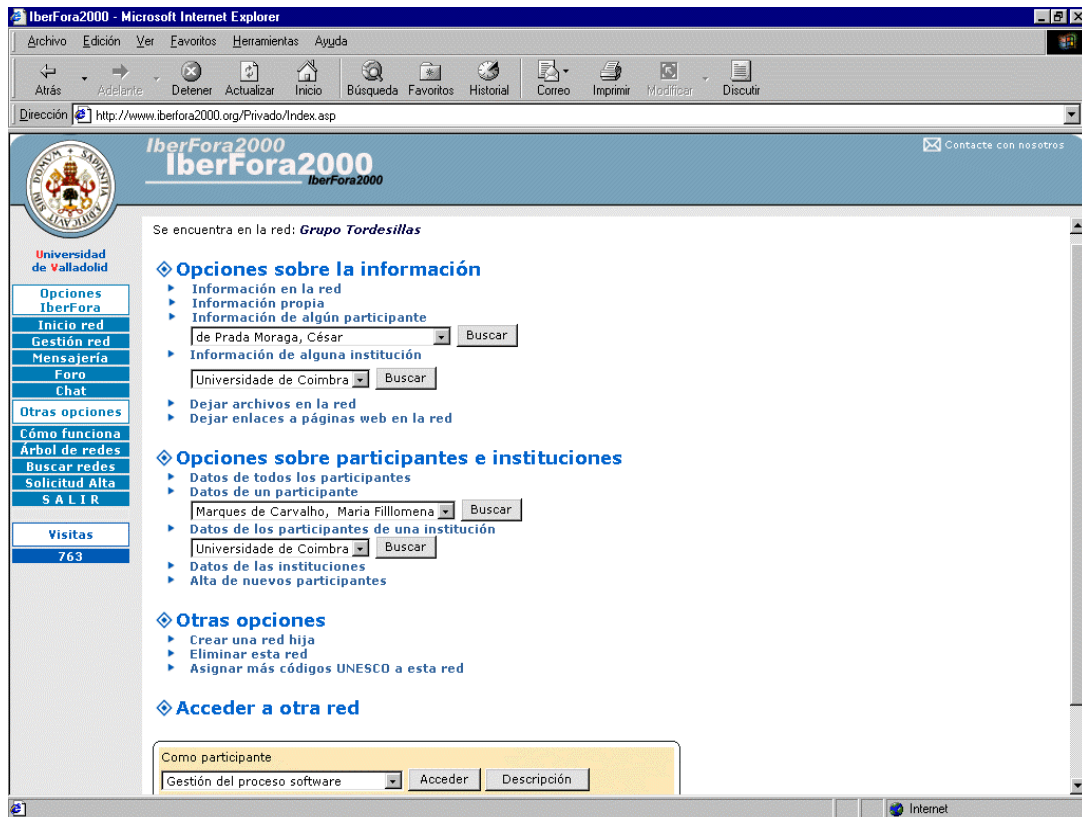 IberFora2000 - Microsoft Internet Explorer
Archivo Edición Ver Favoritos Herramientas Ayuda
Atrás Adelante Detener Actualizar Inicio Búsqueda Favoritos Historial Correo Imprimir Modificar Discutir
Dirección http://www.iberfora2000.org/Privado/Index.asp
IberFora2000
IberFora2000
IberFora2000
Contacte con nosotros
Universidad
de Valladolid
Opciones
IberFora
Inicio red
Gestión red
Mensajería
Foro
Chat
Otras opciones
Cómo funciona
Árbol de redes
Buscar redes
Solicitud Alta
SALIR
Visitas
763
Se encuentra en la red: Grupo Tordesillas
Opciones sobre la información
Información en la red
Información propia
Información de algún participante
de Prada Moraga, César Buscar
Información de alguna institución
Universidade de Coimbra Buscar
Dejar archivos en la red
Dejar enlaces a páginas web en la red
Opciones sobre participantes e instituciones
Datos de todos los participantes
Datos de un participante
Marques de Carvalho, Maria Filllomena Buscar
Datos de los participantes de una institución
Universidade de Coimbra Buscar
Datos de las instituciones
Alta de nuevos participantes
Otras opciones
Crear una red hija
Eliminar esta red
Asignar más códigos UNESCO a esta red
Acceder a otra red
Como participante
Gestión del proceso software Acceder Descripción
Internet